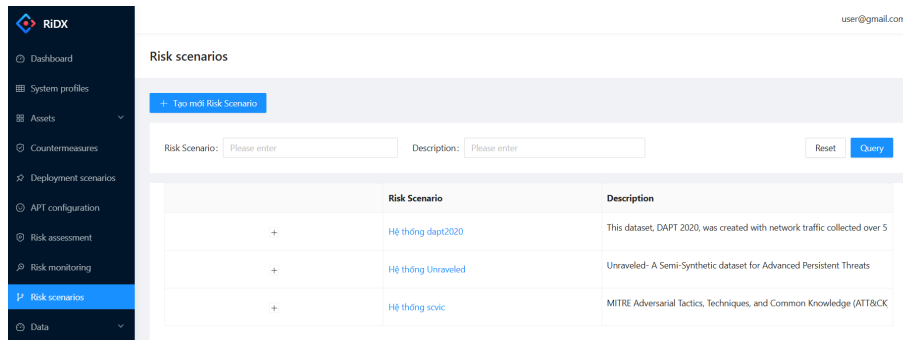 RiDX
user@gmail.com
Dashboard
System profiles
Assets
Countermeasures
Deployment scenarios
APT configuration
Risk assessment
Risk monitoring
Risk scenarios
Data
Risk scenarios
+ Tạo mới Risk Scenario
Risk Scenario: Please enter Description: Please enter Reset Query
Risk Scenario Description
+ Hệ thống dapt2020 This dataset, DAPT 2020, was created with network traffic collected over 5
+ Hệ thống Unraveled Unraveled- A Semi-Synthetic dataset for Advanced Persistent Threats
+ Hệ thống scvic MITRE Adversarial Tactics, Techniques, and Common Knowledge (ATT&CK